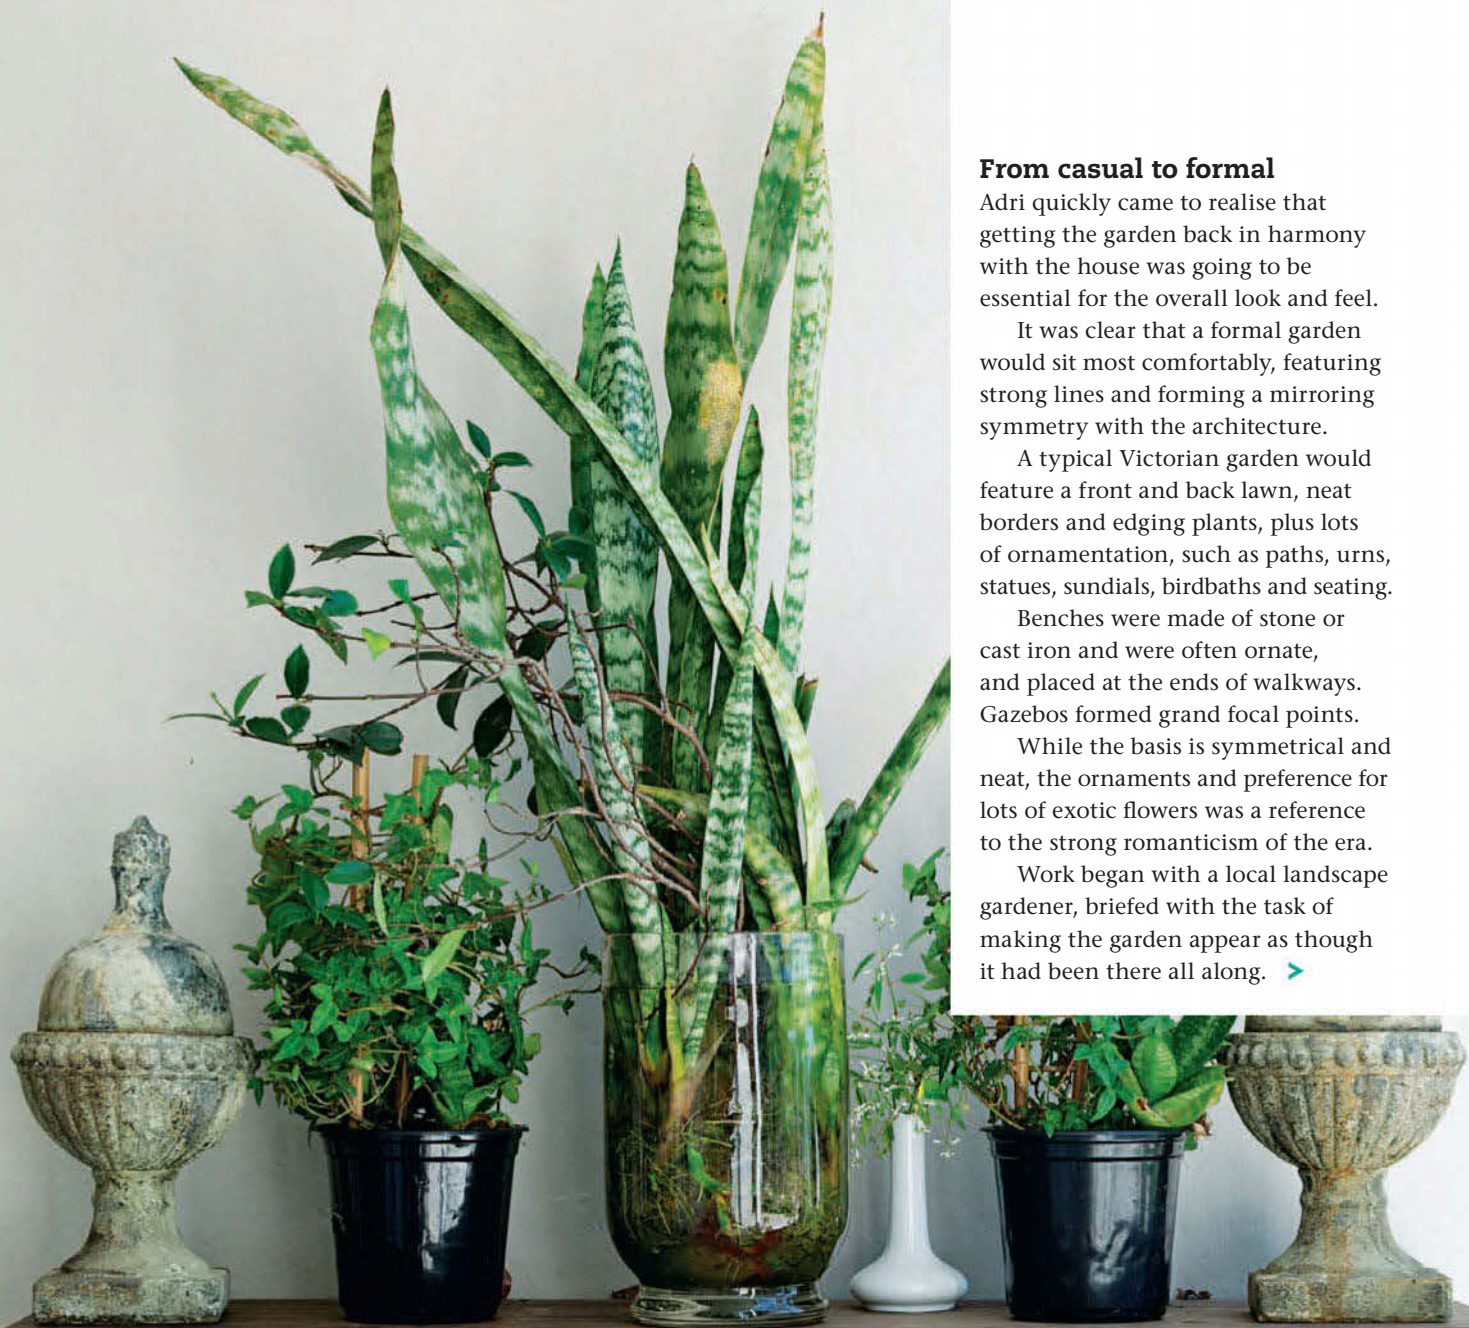 From casual to formal
Adri quickly came to realise that
getting the garden back in harmony
with the house was going to be
essential for the overall look and feel.
It was clear that a formal garden
would sit most comfortably, featuring
strong lines and forming a mirroring
symmetry with the architecture.
A typical Victorian garden would
feature a front and back lawn, neat
borders and edging plants, plus lots
of ornamentation, such as paths, urns,
statues, sundials, birdbaths and seating.
Benches were made of stone or
cast iron and were often ornate,
and placed at the ends of walkways.
Gazebos formed grand focal points.
While the basis is symmetrical and
neat, the ornaments and preference for
lots of exotic flowers was a reference
to the strong romanticism of the era.
Work began with a local landscape
gardener, briefed with the task of
making the garden appear as though
it had been there all along. >